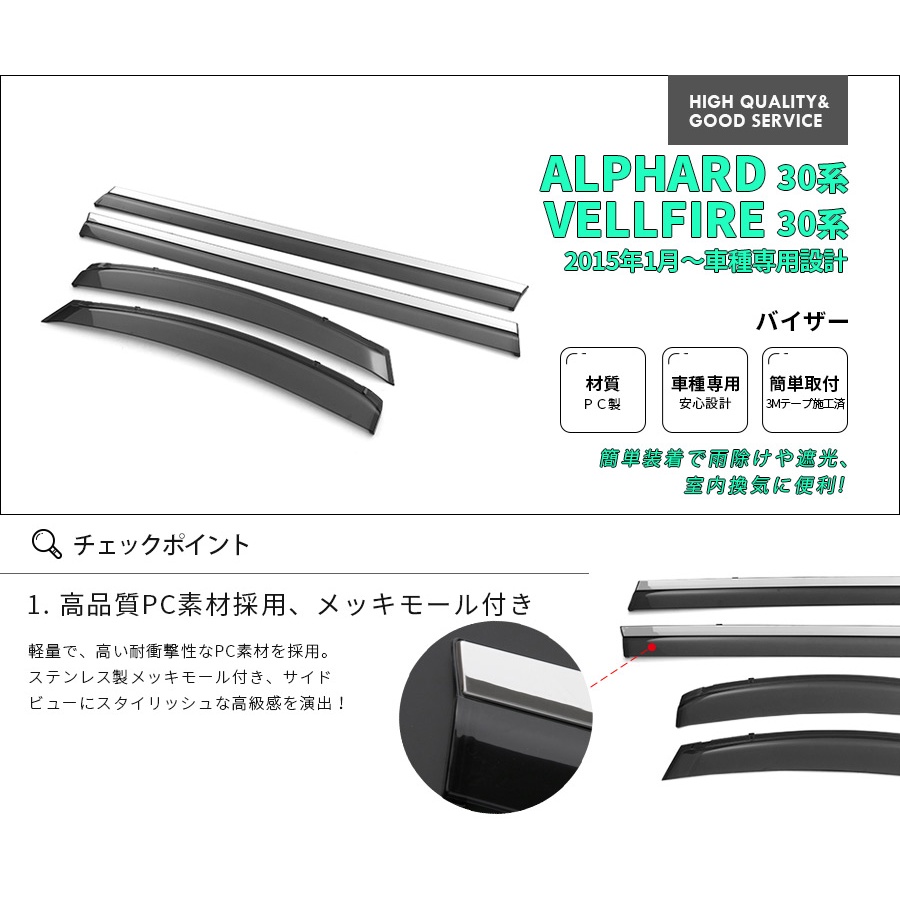 HIGH QUALITY&
GOOD SERVICE
ALPHARD 30系
VELLFIRE 30系
2015年1月～車種専用設計
バイザー
材質
ＰＣ製
車種専用
安心設計
簡単取付
3Mテープ施工済
簡単装着で雨除けや遮光、
室内換気に便利!
チェックポイント
1. 高品質PC素材採用、メッキモール付き
軽量で、高い耐衝撃性なPC素材を採用。
ステンレス製メッキモール付き、サイド
ビューにスタイリッシュな高級感を演出！